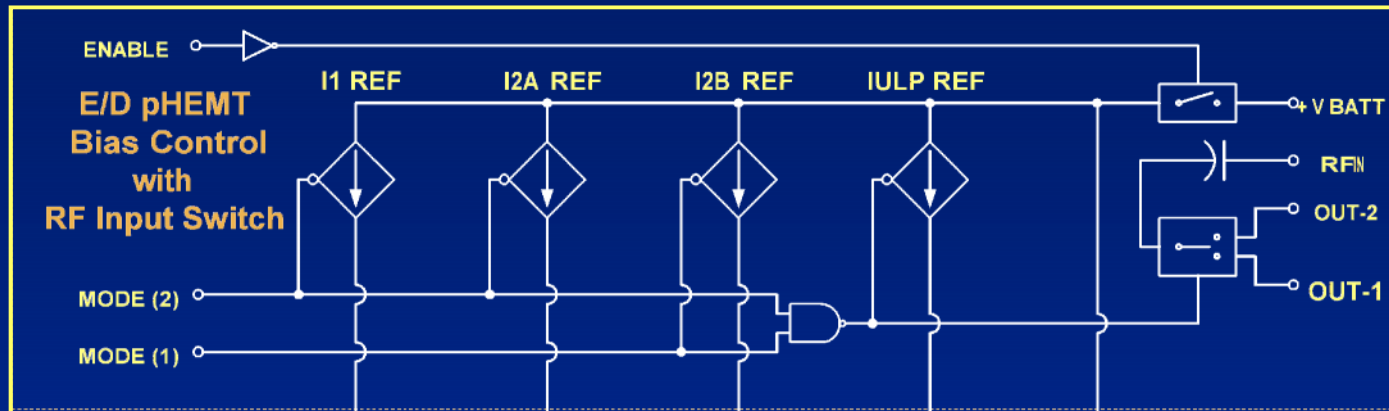 ENABLE
I1 REF
I2A REF
I2B REF
IULP REF
E/D pHEMT
Bias Control
with
RF Input Switch
+ V BATT
RFIN
OUT-2
OUT-1
MODE (2)
MODE (1)